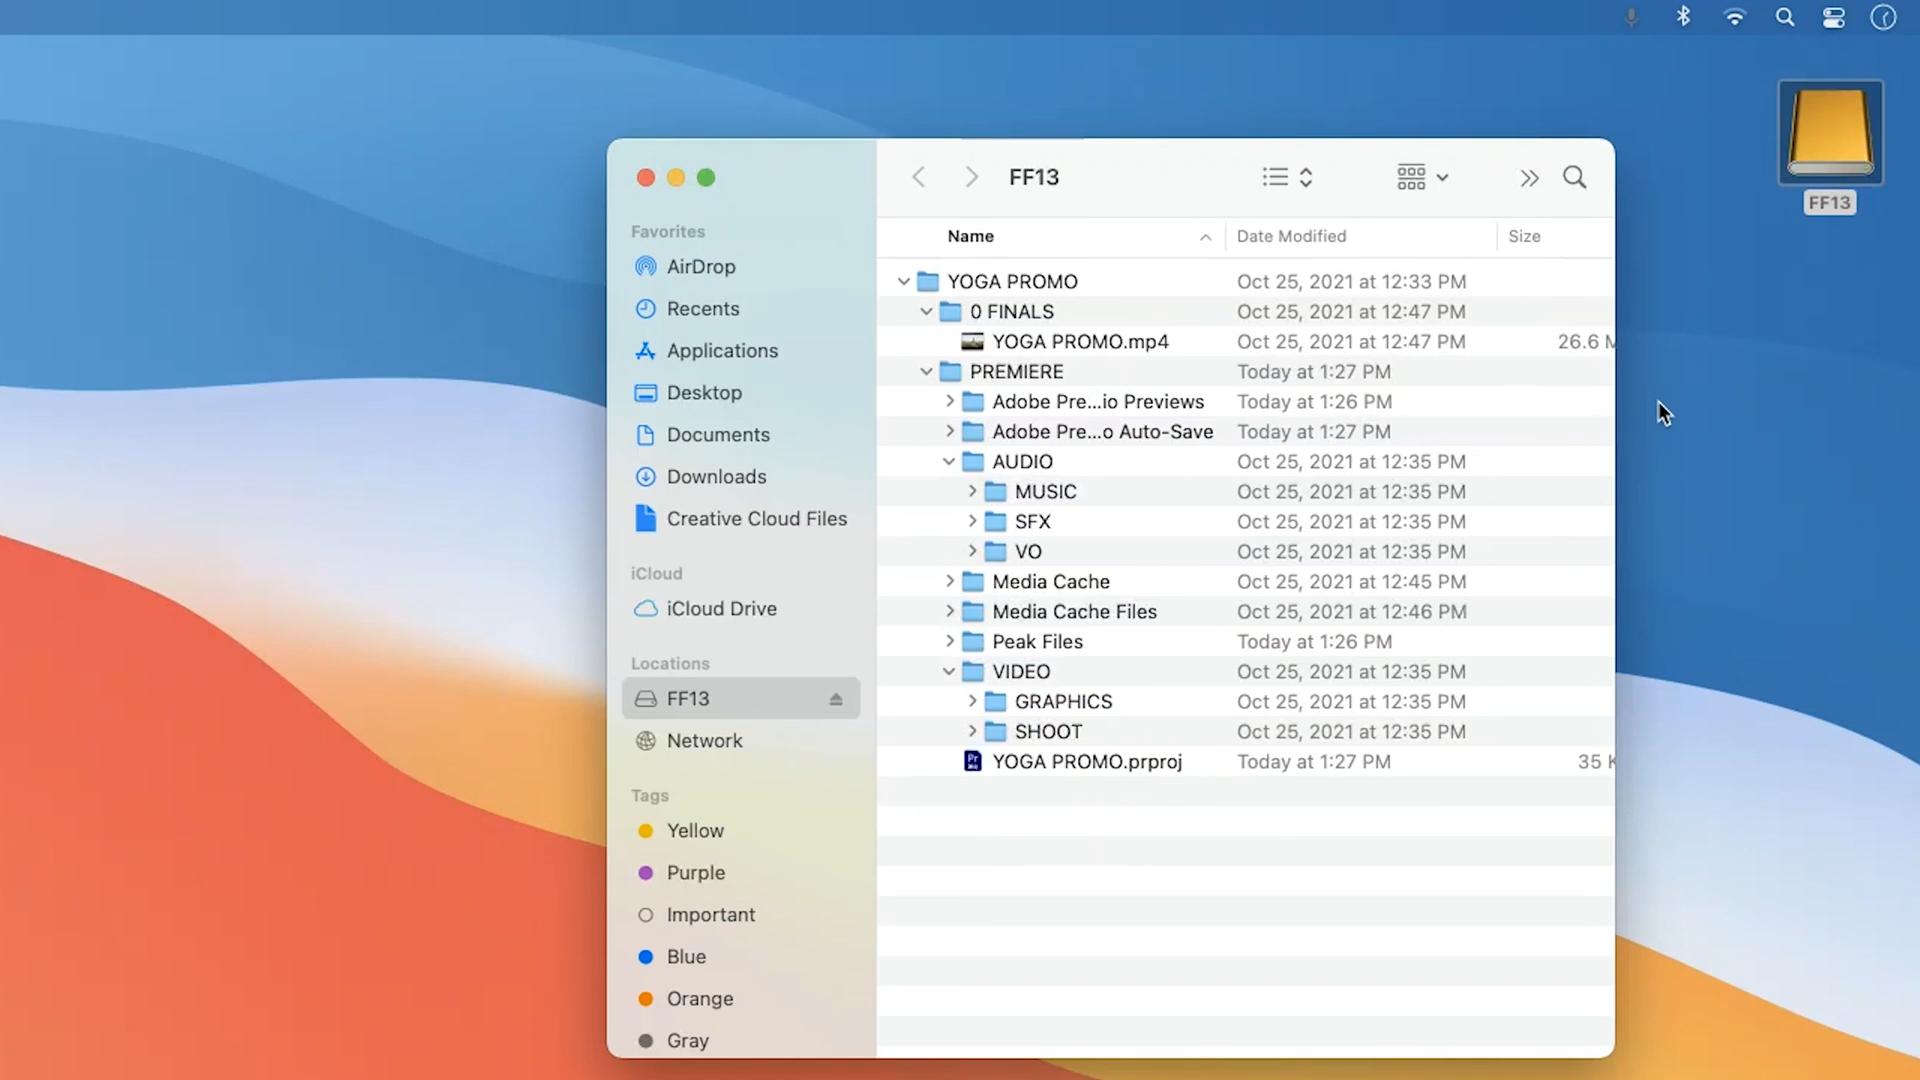 FF13
FF13
Favorites
AirDrop
Recents
Applications
Desktop
Documents
Downloads
Creative Cloud Files
iCloud
iCloud Drive
Locations
FF13
Network
Tags
Yellow
Purple
Important
Blue
Orange
Gray
Name Date Modified Size
YOGA PROMO Oct 25, 2021 at 12:33 PM
0 FINALS Oct 25, 2021 at 12:47 PM
YOGA PROMO.mp4 Oct 25, 2021 at 12:47 PM 26.6 M
PREMIERE Today at 1:27 PM
Adobe Pre...io Previews Today at 1:26 PM
Adobe Pre...o Auto-Save Today at 1:27 PM
AUDIO Oct 25, 2021 at 12:35 PM
MUSIC Oct 25, 2021 at 12:35 PM
SFX Oct 25, 2021 at 12:35 PM
VO Oct 25, 2021 at 12:35 PM
Media Cache Oct 25, 2021 at 12:45 PM
Media Cache Files Oct 25, 2021 at 12:46 PM
Peak Files Today at 1:26 PM
VIDEO Oct 25, 2021 at 12:35 PM
GRAPHICS Oct 25, 2021 at 12:35 PM
SHOOT Oct 25, 2021 at 12:35 PM
Pr YOGA PROMO.prproj Today at 1:27 PM 35 K